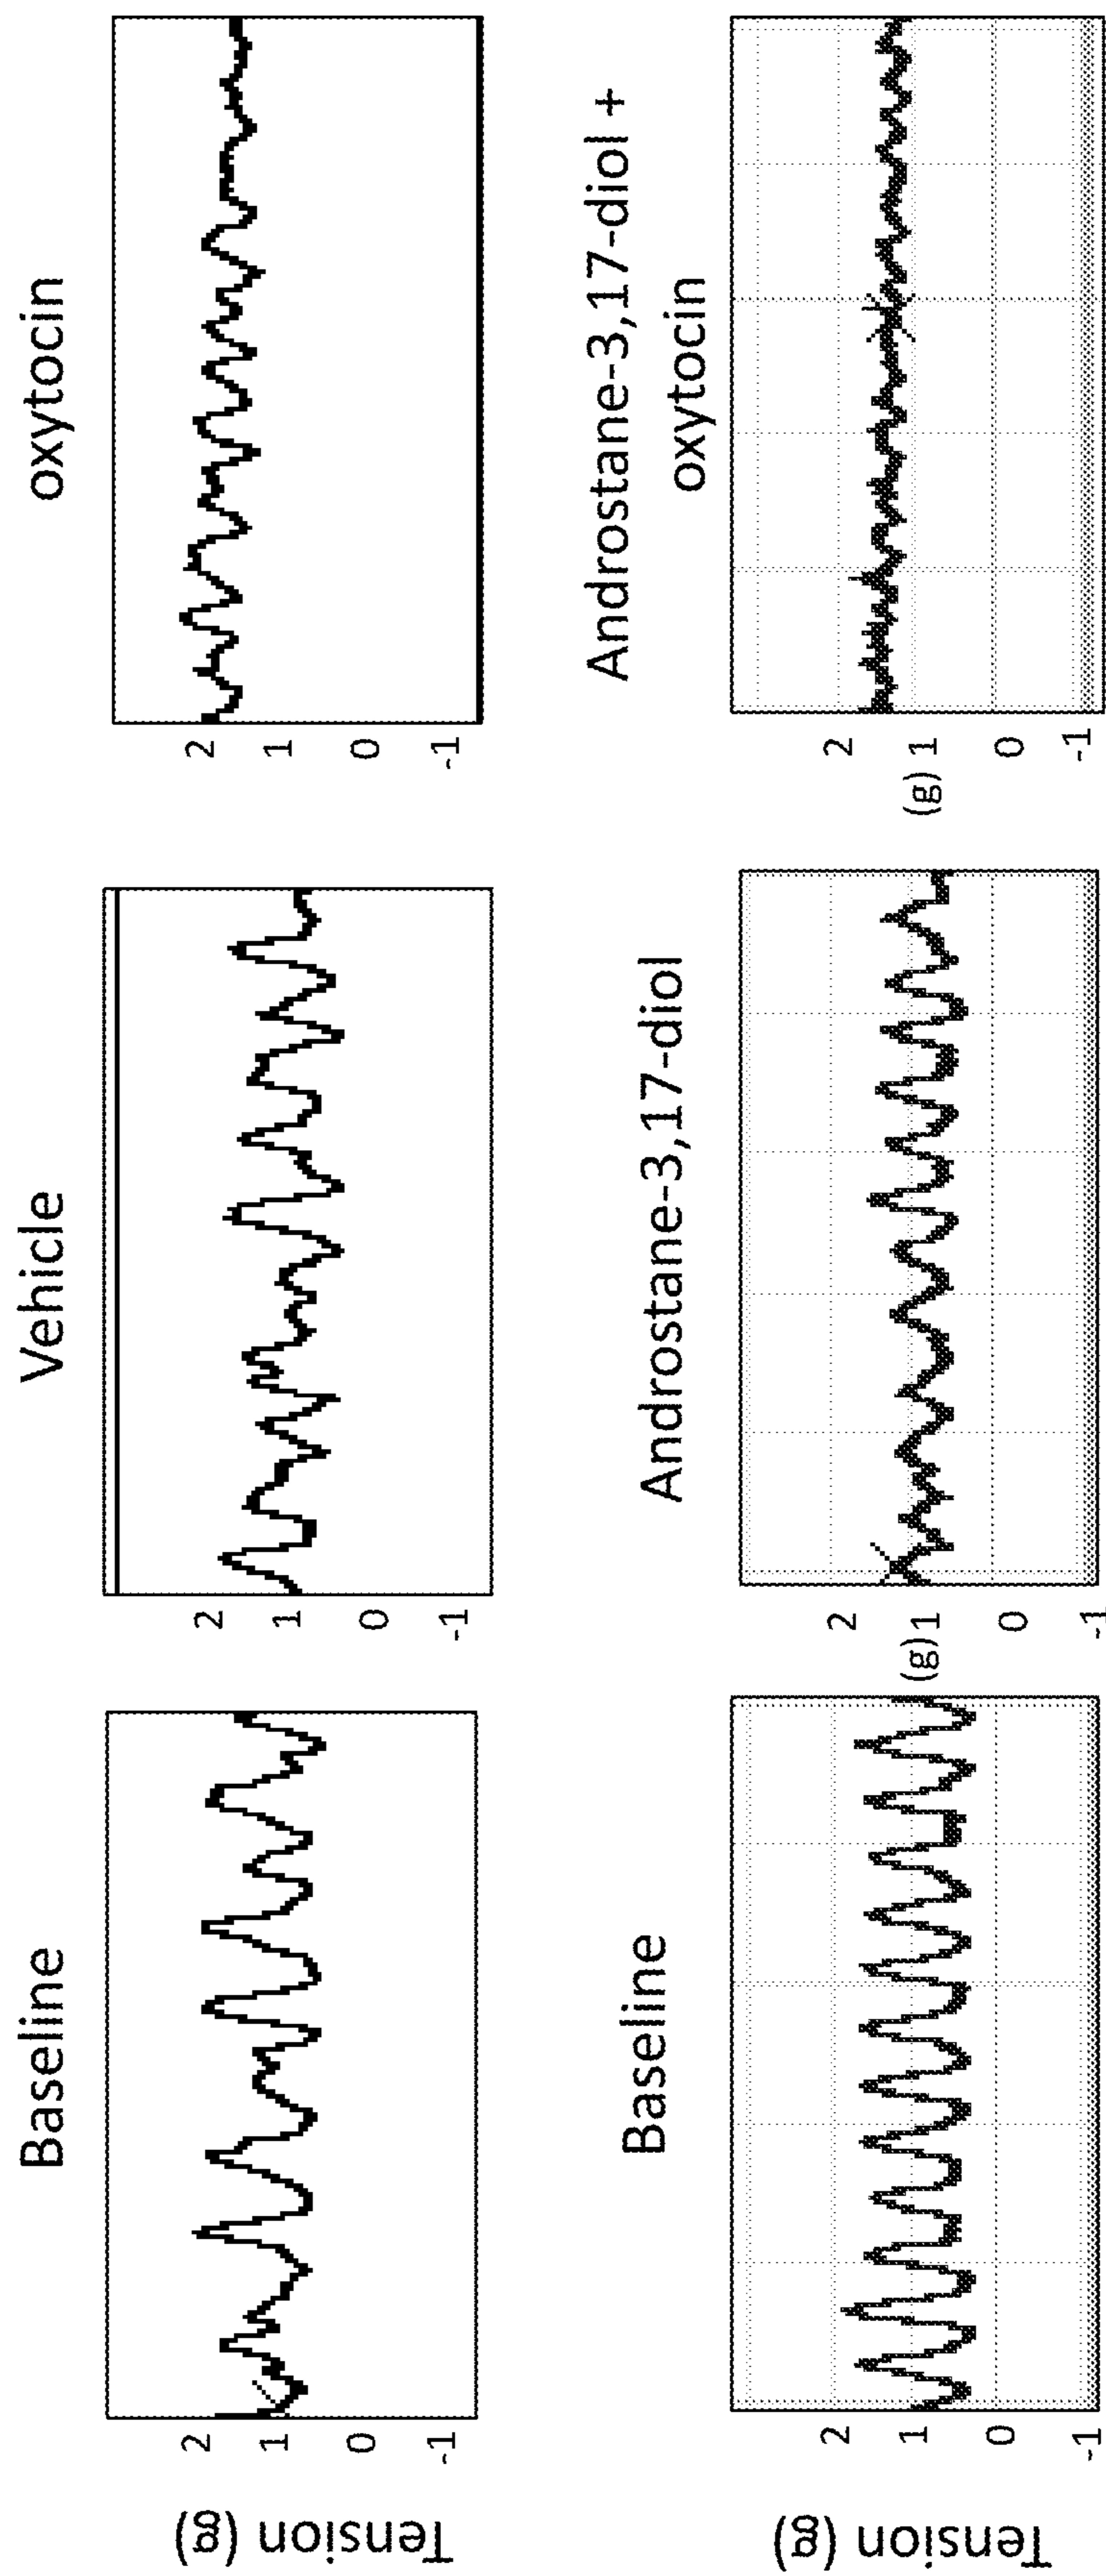 Baseline
Vehicle
oxytocin
Tension (g)
2
1
0
-1
2
1
0
-1
2
1
0
-1
Baseline
Androstane-3,17-diol
Androstane-3,17-diol +
oxytocin
Tension (g)
2
1
0
-1
2
(g) 1
0
-1
2
(g) 1
0
-1